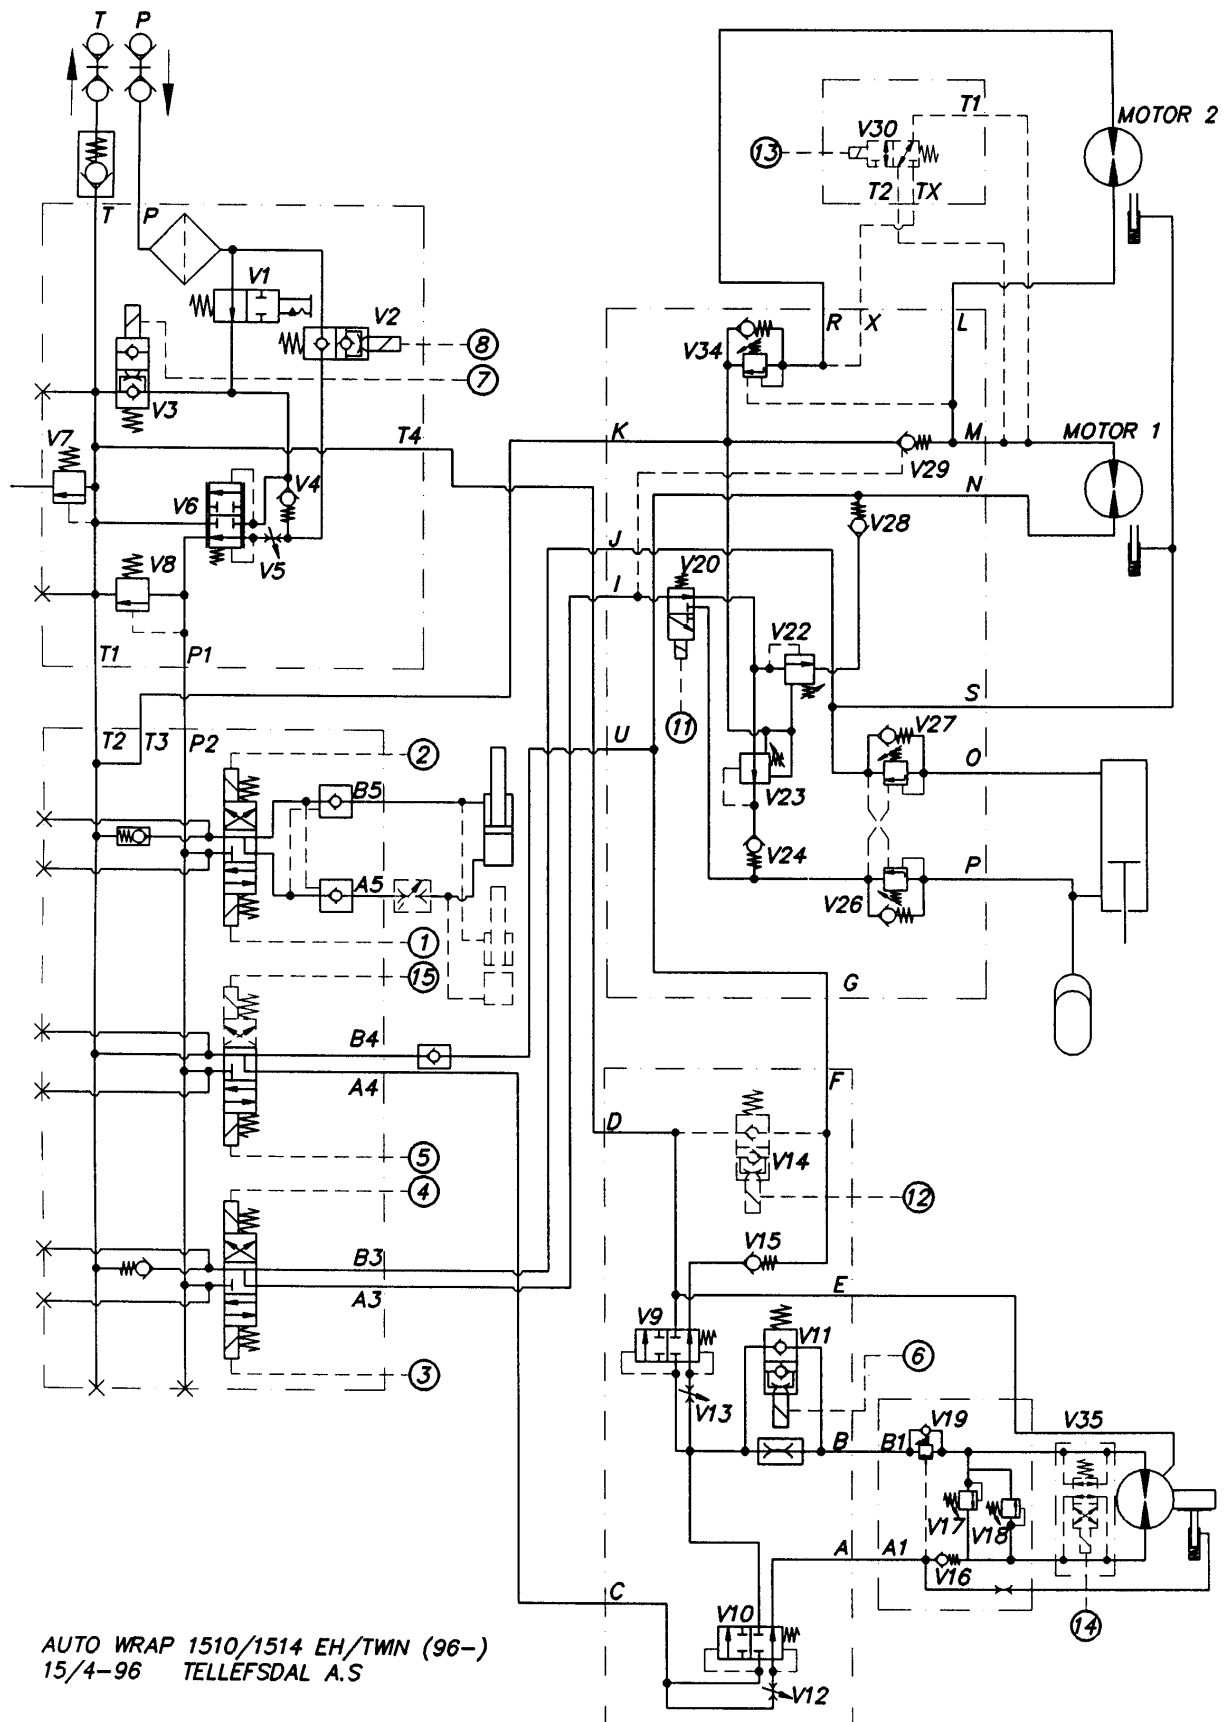 T P
MOTOR 2
V30
T1
13
T2 TX
T P
V1
V2
8
7
V3
R X L
V34
V7
T4
K
M
MOTOR 1
V29
V6
V4
N
V28
V5
J
V20
V8
I
V22
T1 P1
S
11
U
V27
T2 T3 P2
2
O
V23
B5
V24
A5
P
V26
1
15
G
B4
A4
F
D
V14
5
4
12
V15
B3
E
A3
V9
V11
6
3
V13
V19
V35
B B1
V17
V18
A A1
V16
C
V10
14
AUTO WRAP 1510/1514 EH/TWIN (96-)
15/4-96 TELLEFSDAL A.S
V12